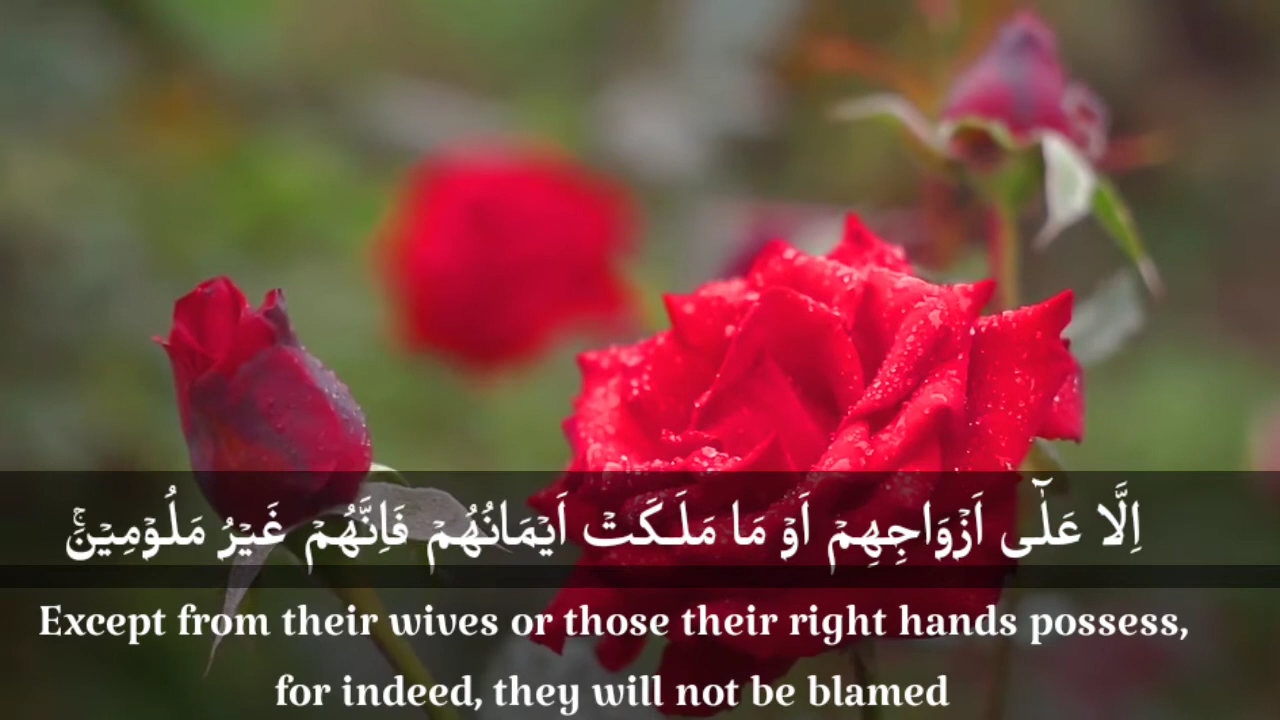 اِلَّا عَلٰٓى اَزۡوَاجِهِمۡ اَوۡ مَا مَلَـكَتۡ اَيۡمَانُهُمۡ فَاِنَّهُمۡ غَيۡرُ مَلُوۡمِيۡنَۚ
Except from their wives or those their right hands possess,
for indeed, they will not be blamed